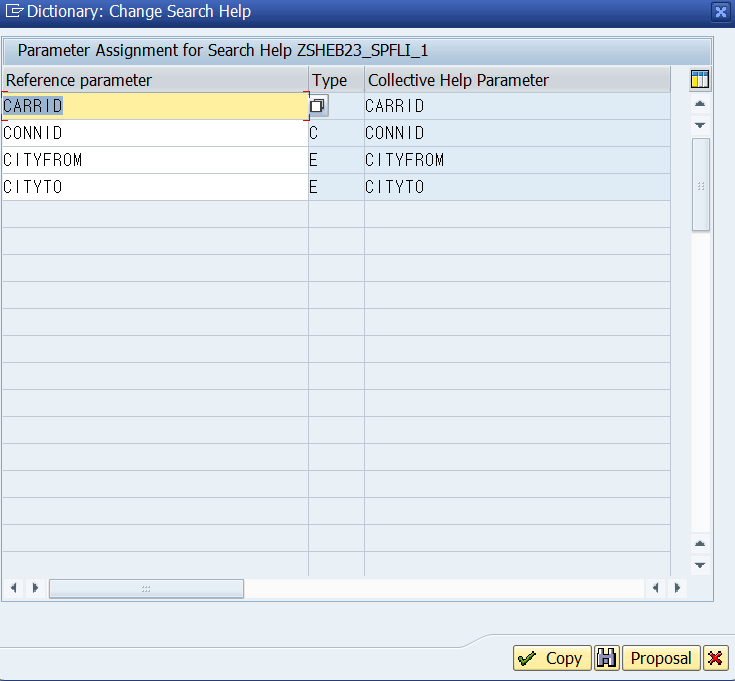 Dictionary: Change Search Help
Parameter Assignment for Search Help ZSHEB23_SPFLI_1
Reference parameter Type Collective Help Parameter
CARRID CARRID
CONNID C CONNID
CITYFROM E CITYFROM
CITYTO E CITYTO
Copy Proposal